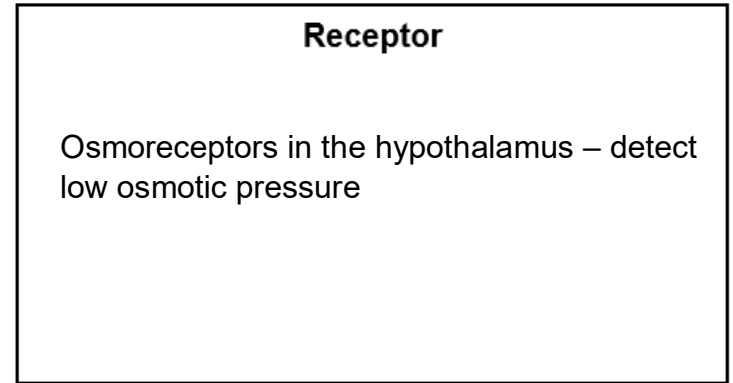 Receptor
Osmoreceptors in the hypothalamus – detect
low osmotic pressure